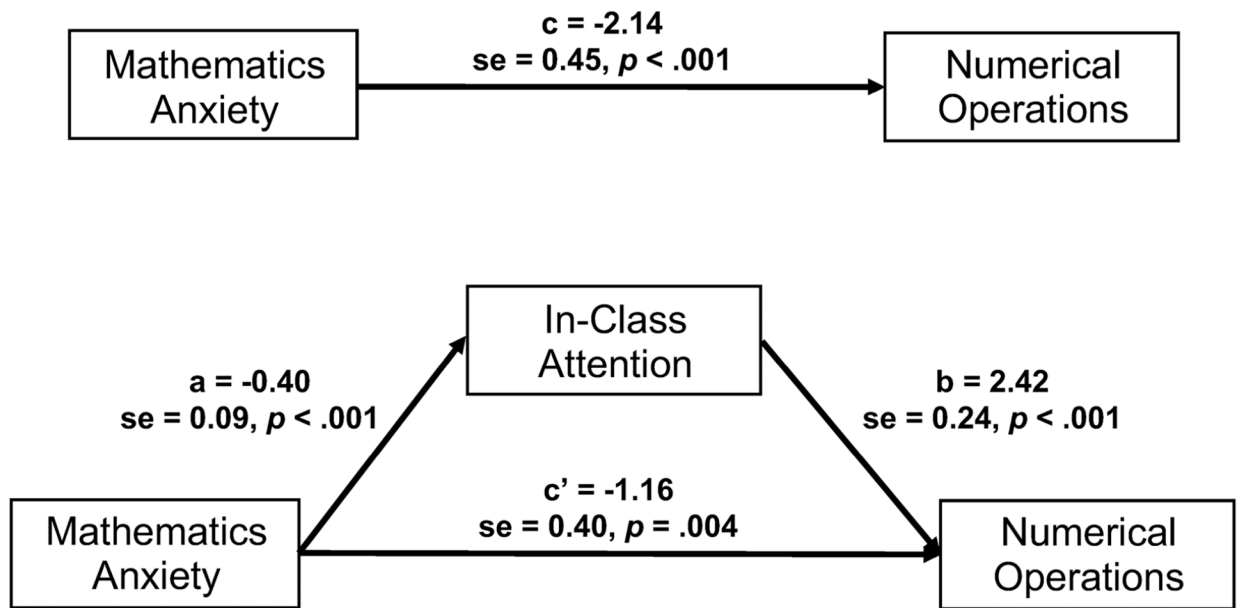 c = -2.14
se = 0.45, p < .001
Mathematics
Anxiety
Numerical
Operations
In-Class
Attention
a = -0.40
se = 0.09, p < .001
b = 2.42
se = 0.24, p < .001
c’ = -1.16
se = 0.40, p = .004
Mathematics
Anxiety
Numerical
Operations